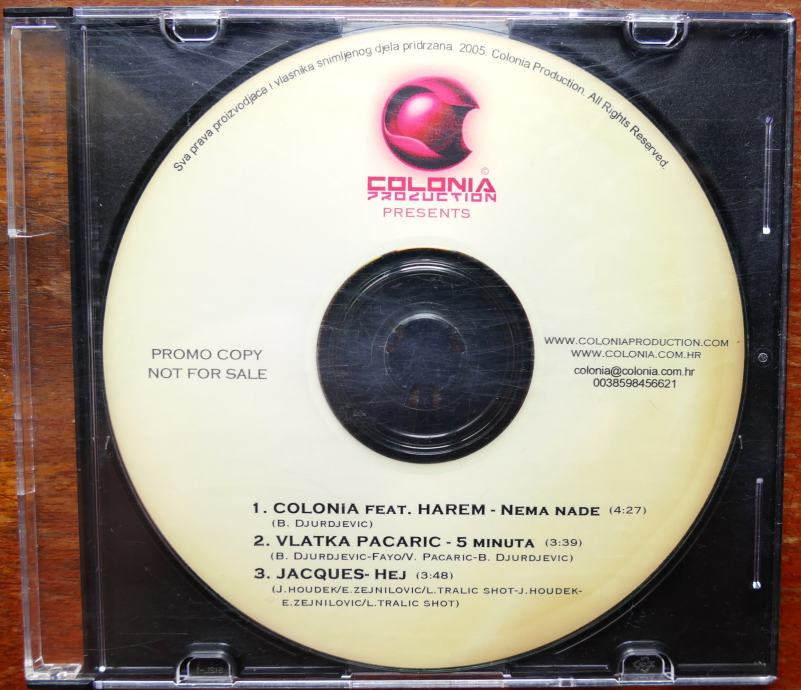 Sva prava proizvodjaca i vlasnika snimljenog djela pridrzana. 2005. Colonia Production. All Rights Reserved.
©
COLONIA
PRODUCTION
PRESENTS
PROMO COPY
NOT FOR SALE
WWW.COLONIAPRODUCTION.COM
WWW.COLONIA.COM.HR
colonia@colonia.com.hr
0038598456621
1. COLONiA FEAT. HAREM - NEMA NADE (4:27)
(B. DJURDJEVIC)
2. VLATKA PACARIC - 5 MINUTA (3:39)
(B. DJURDJEVIC-FAYO/V. PACARIC-B. DJURDJEVIC)
3. JACQUES- HEJ (3:48)
(J.HOUDEK/E.ZEJNILOVIC/L.TRALIC SHOT-J.HOUDEK-
E.ZEJNILOVIC/L.TRALIC SHOT)